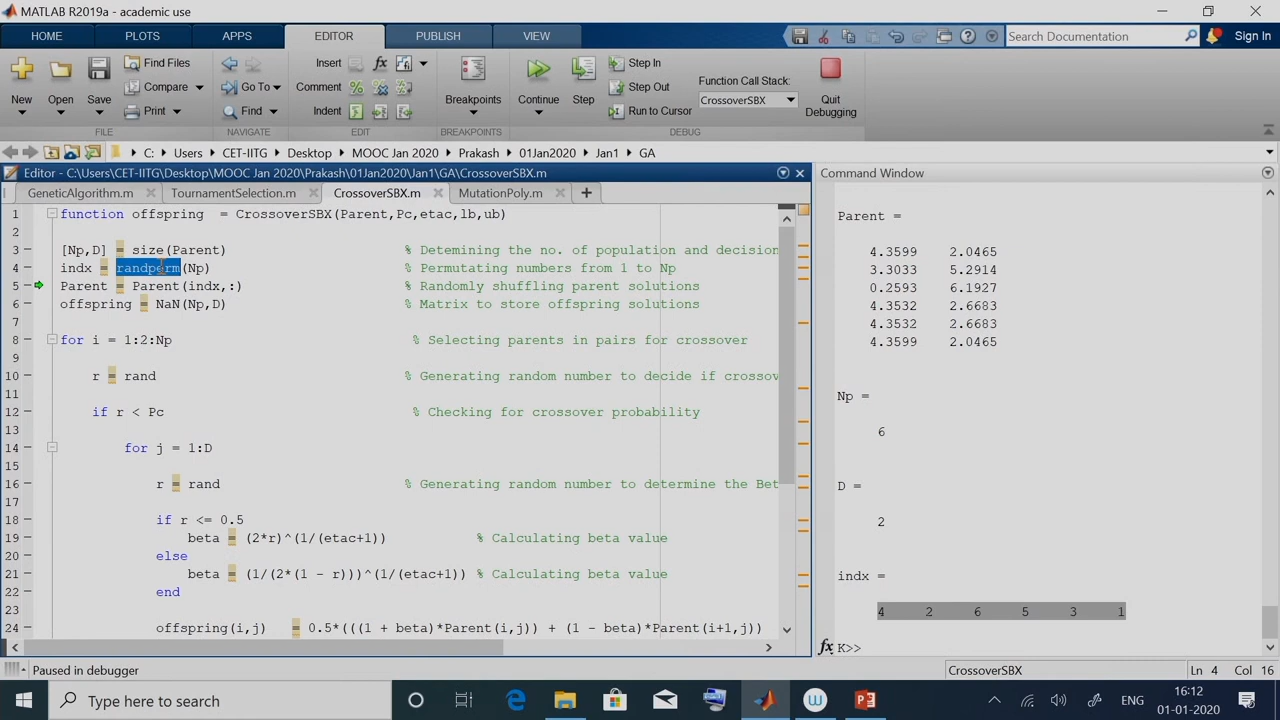 MATLAB R2019a - academic use
HOME PLOTS APPS EDITOR PUBLISH VIEW Search Documentation Sign In
New Open Save Find Files Compare Print Go To Find Insert Comment Indent Breakpoints Continue Step Step In Step Out Run to Cursor Function Call Stack: CrossoverSBX Quit Debugging
FILE NAVIGATE EDIT BREAKPOINTS DEBUG
C: Users CET-IITG Desktop MOOC Jan 2020 Prakash 01Jan2020 Jan1 GA
Editor - C:\Users\CET-IITG\Desktop\MOOC Jan 2020\Prakash\01Jan2020\Jan1\GA\CrossoverSBX.m
GeneticAlgorithm.m TournamentSelection.m CrossoverSBX.m MutationPoly.m
1 function offspring = CrossoverSBX(Parent,Pc,etac,lb,ub)
2
3 [Np,D] = size(Parent) % Detemining the no. of population and decision
4 indx = randperm(Np) % Permutating numbers from 1 to Np
5 Parent = Parent(indx,:) % Randomly shuffling parent solutions
6 offspring = NaN(Np,D) % Matrix to store offspring solutions
7
8 for i = 1:2:Np % Selecting parents in pairs for crossover
9
10 r = rand % Generating random number to decide if crossov
11
12 if r < Pc % Checking for crossover probability
13
14 for j = 1:D
15
16 r = rand % Generating random number to determine the Bet
17
18 if r <= 0.5
19 beta = (2*r)^(1/(etac+1)) % Calculating beta value
20 else
21 beta = (1/(2*(1 - r)))^(1/(etac+1)) % Calculating beta value
22 end
23
24 offspring(i,j) = 0.5*(((1 + beta)*Parent(i,j)) + (1 - beta)*Parent(i+1,j))
Command Window
Parent =
4.3599 2.0465
3.3033 5.2914
0.2593 6.1927
4.3532 2.6683
4.3532 2.6683
4.3599 2.0465
Np =
6
D =
2
indx =
4 2 6 5 3 1
fx K>>
Paused in debugger CrossoverSBX Ln 4 Col 16
Type here to search ENG 16:12
01-01-2020